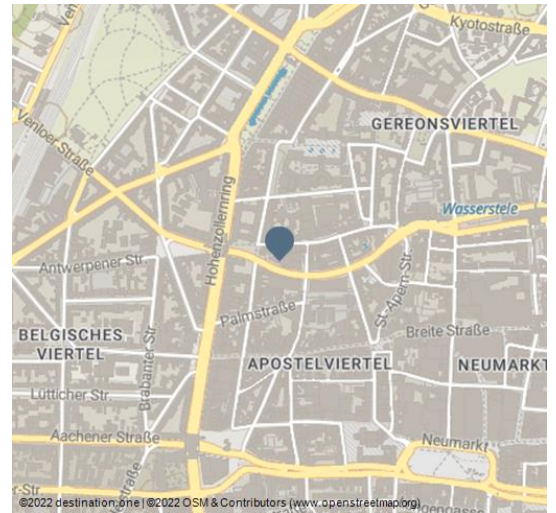 Kyotostraße
Venloer Straße
GEREONSVIERTEL
Wasserstele
Hohenzollernring
Antwerpener Str.
St.-Apern-Str.
Palmstraße
Breite Straße
BELGISCHES
VIERTEL
Brabanter Str
APOSTELVIERTEL
NEUMARKT
Lütticher Str.
Aachener Straße
Neumarkt
©2022 destination.one | ©2022 OSM & Contributors (www.openstreetmap.org)